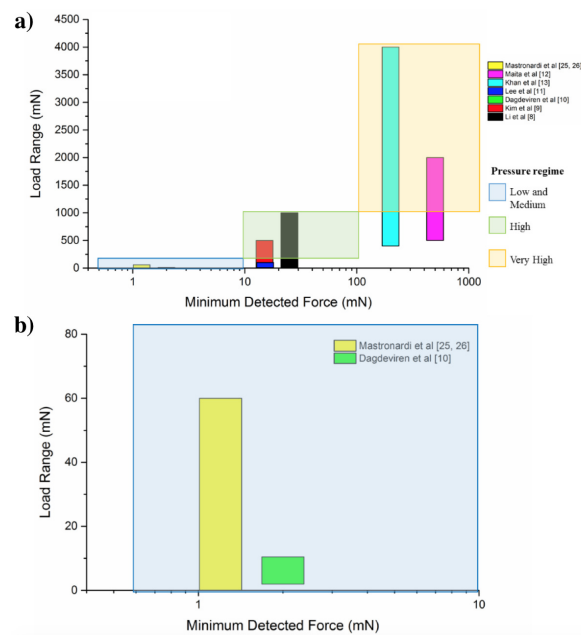 a)
4500
4000
3500
3000
2500
2000
1500
1000
500
0
Load Range (mN)
1
10
100
1000
Minimum Detected Force (mN)
Mastronardi et al [25, 26]
Maita et al [12]
Khan et al [13]
Lee et al [11]
Dagdeviren et al [10]
Kim et al [9]
Li et al [8]
Pressure regime
Low and
Medium
High
Very High
b)
80
60
40
20
0
Load Range (mN)
Mastronardi et al [25, 26]
Dagdeviren et al [10]
1
10
Minimum Detected Force (mN)